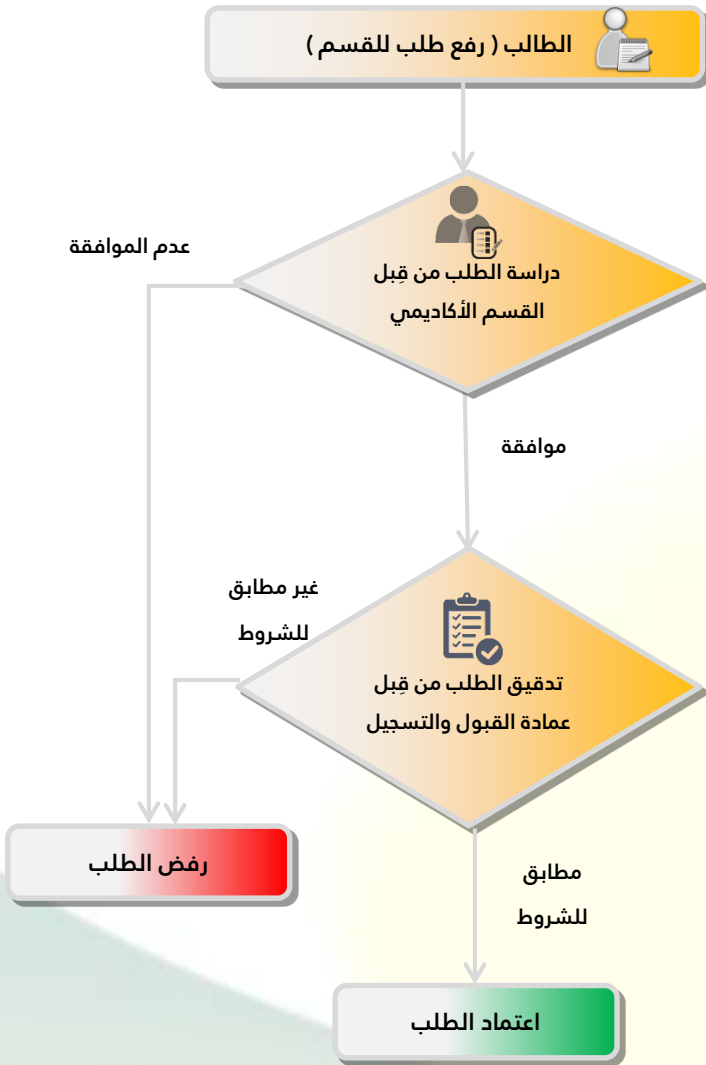 الطالب ( رفع طلب للقسم )
عدم الموافقة
دراسة الطلب من قِبل
القسم الأكاديمي
موافقة
غير مطابق
للشروط
تدقيق الطلب من قِبل
عمادة القبول والتسجيل
رفض الطلب
مطابق
للشروط
اعتماد الطلب